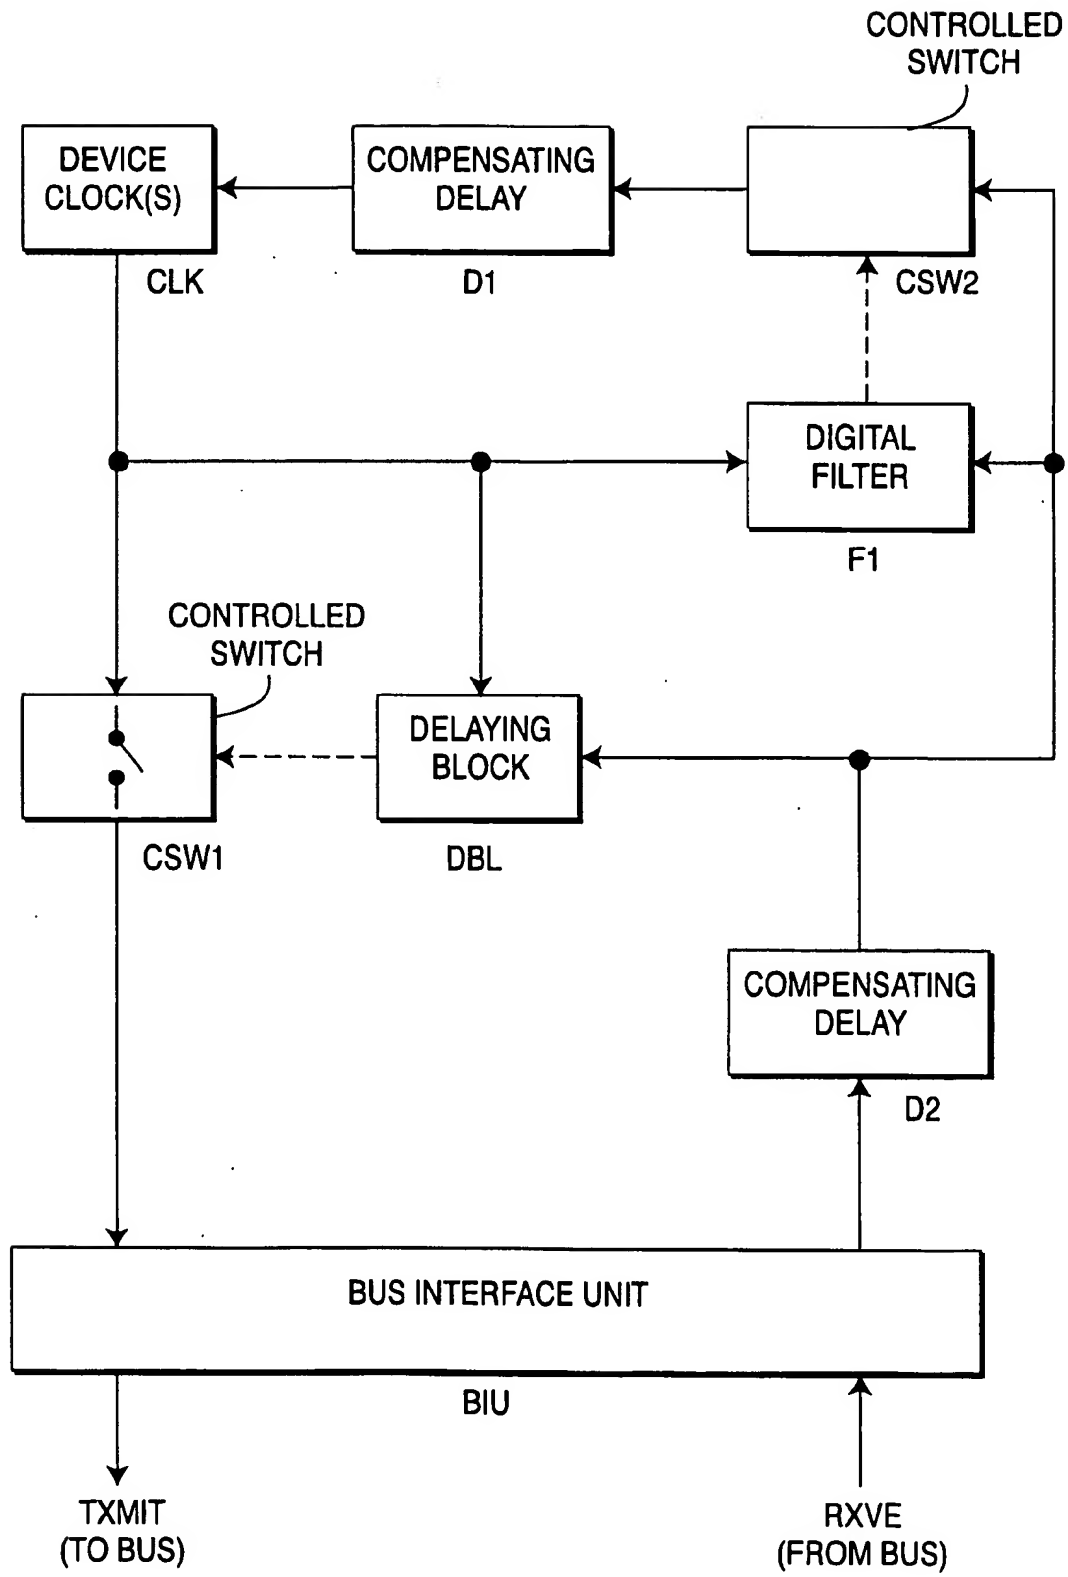 CONTROLLED
SWITCH
DEVICE
CLOCK(S)
COMPENSATING
DELAY
CLK
D1
CSW2
DIGITAL
FILTER
F1
CONTROLLED
SWITCH
DELAYING
BLOCK
CSW1
DBL
COMPENSATING
DELAY
D2
BUS INTERFACE UNIT
BIU
TXMIT
(TO BUS)
RXVE
(FROM BUS)